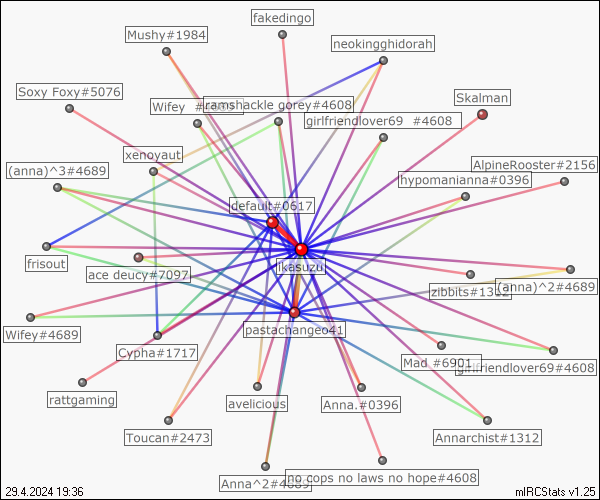 fakedingo
Mushy#1984
neokingghidorah
Soxy Foxy#5076
Skalman
Wifey
ramshackle gorey#4608
girlfriendlover69 #4608
xenoyaut
AlpineRooster#2156
(anna)^3#4689
hypomanianna#0396
default#0617
frisout
ikasuzu
ace deucy#7097
zibbits#1312
(anna)^2#4689
Wifey#4689
pastachangeo41
Cypha#1717
Mad #6901
girlfriendlover69#4608
rattgaming
avelicious
Anna.#0396
Toucan#2473
Annarchist#1312
Anna^2#4689
no cops no laws no hope#4608
29.4.2024 19:36
mIRCStats v1.25